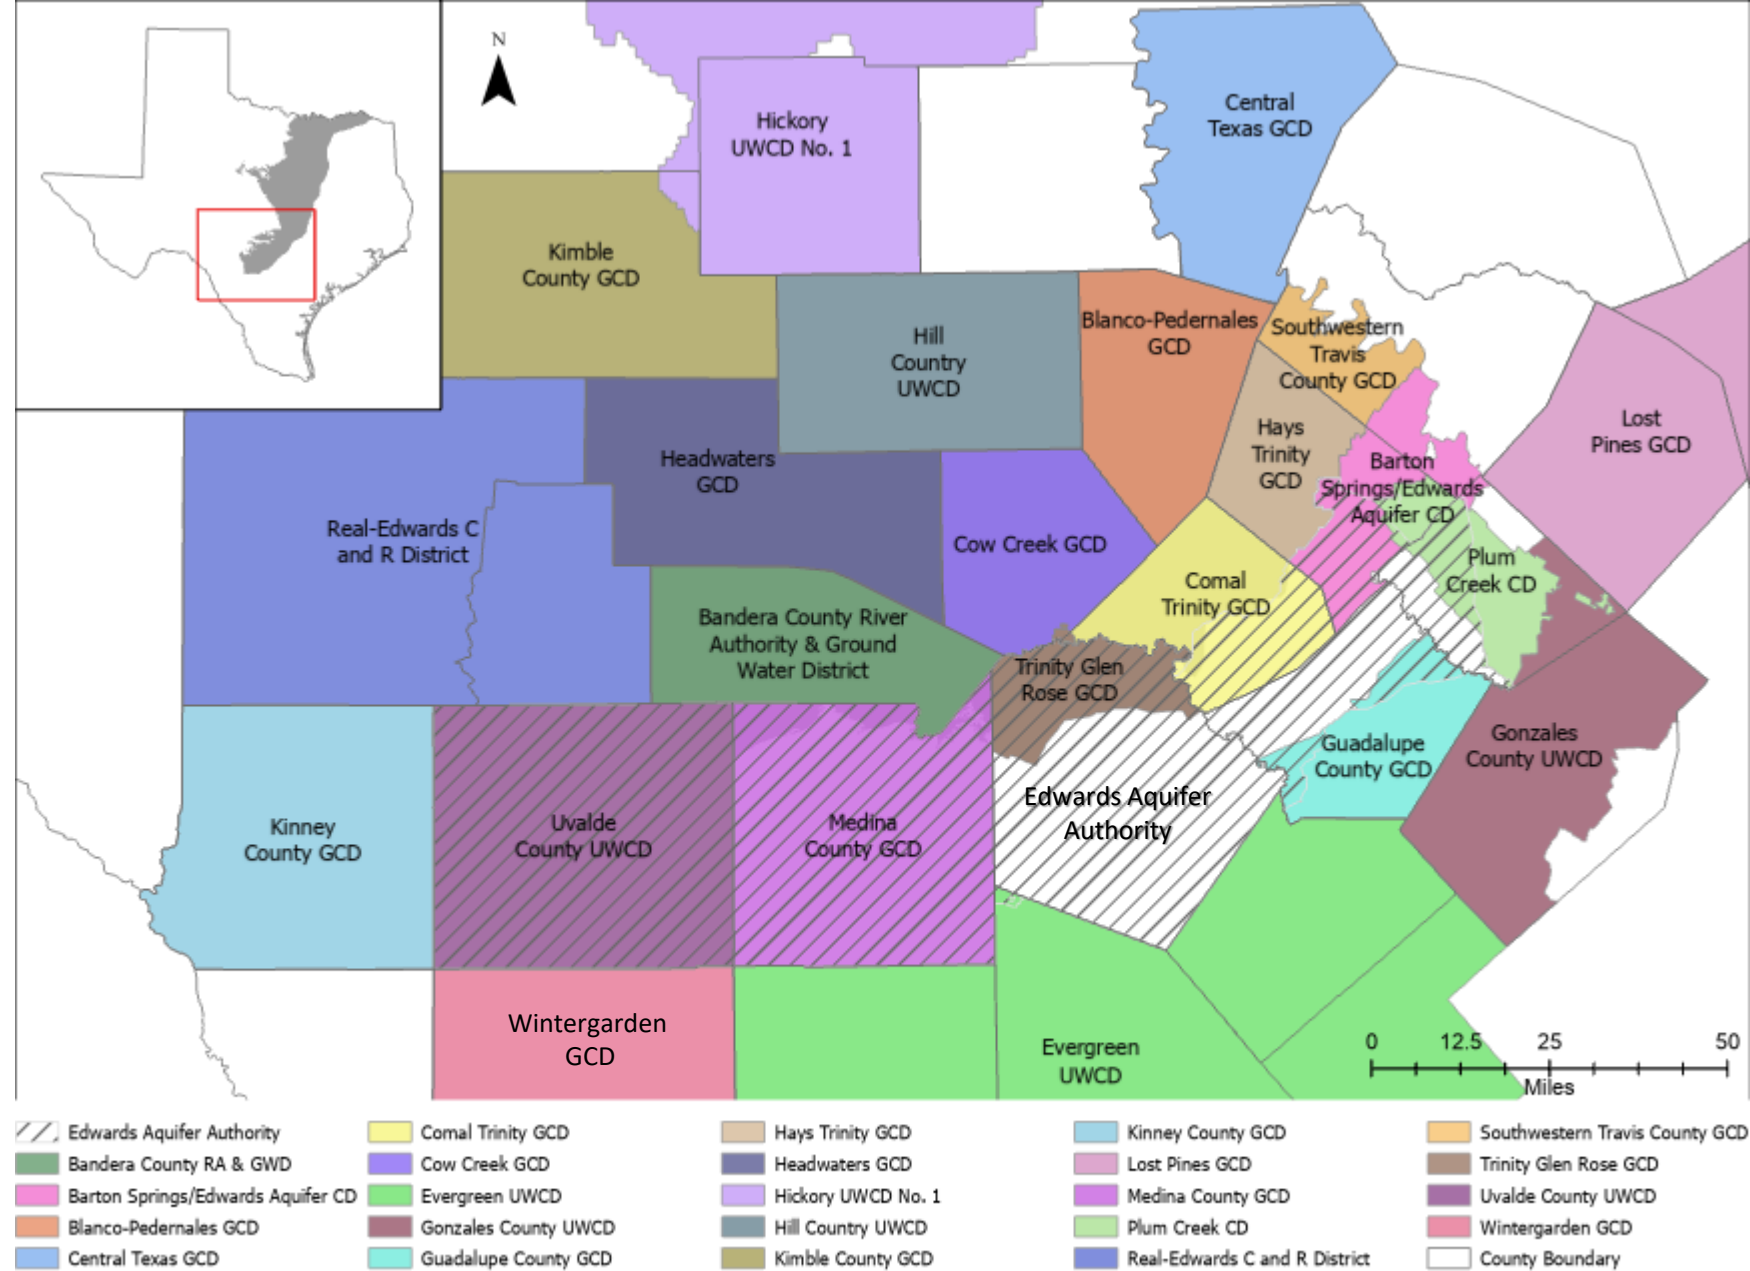 N
Hickory
UWCD No. 1
Central
Texas GCD
Kimble
County GCD
Hill
Country
UWCD
Blanco-Pedernales
GCD
Southwestern
Travis
County GCD
Lost
Pines GCD
Headwaters
GCD
Hays
Trinity
GCD
Barton
Springs/Edwards
Aquifer CD
Real-Edwards C
and R District
Cow Creek GCD
Comal
Trinity GCD
Plum
Creek CD
Bandera County River
Authority & Ground
Water District
Trinity Glen
Rose GCD
Guadalupe
County GCD
Gonzales
County UWCD
Kinney
County GCD
Uvalde
County UWCD
Medina
County GCD
Edwards Aquifer
Authority
Wintergarden
GCD
Evergreen
UWCD
0 12.5 25 50
Miles
Edwards Aquifer Authority
Bandera County RA & GWD
Barton Springs/Edwards Aquifer CD
Blanco-Pedernales GCD
Central Texas GCD
Comal Trinity GCD
Cow Creek GCD
Evergreen UWCD
Gonzales County UWCD
Guadalupe County GCD
Hays Trinity GCD
Headwaters GCD
Hickory UWCD No. 1
Hill Country UWCD
Kimble County GCD
Kinney County GCD
Lost Pines GCD
Medina County GCD
Plum Creek CD
Real-Edwards C and R District
Southwestern Travis County GCD
Trinity Glen Rose GCD
Uvalde County UWCD
Wintergarden GCD
County Boundary